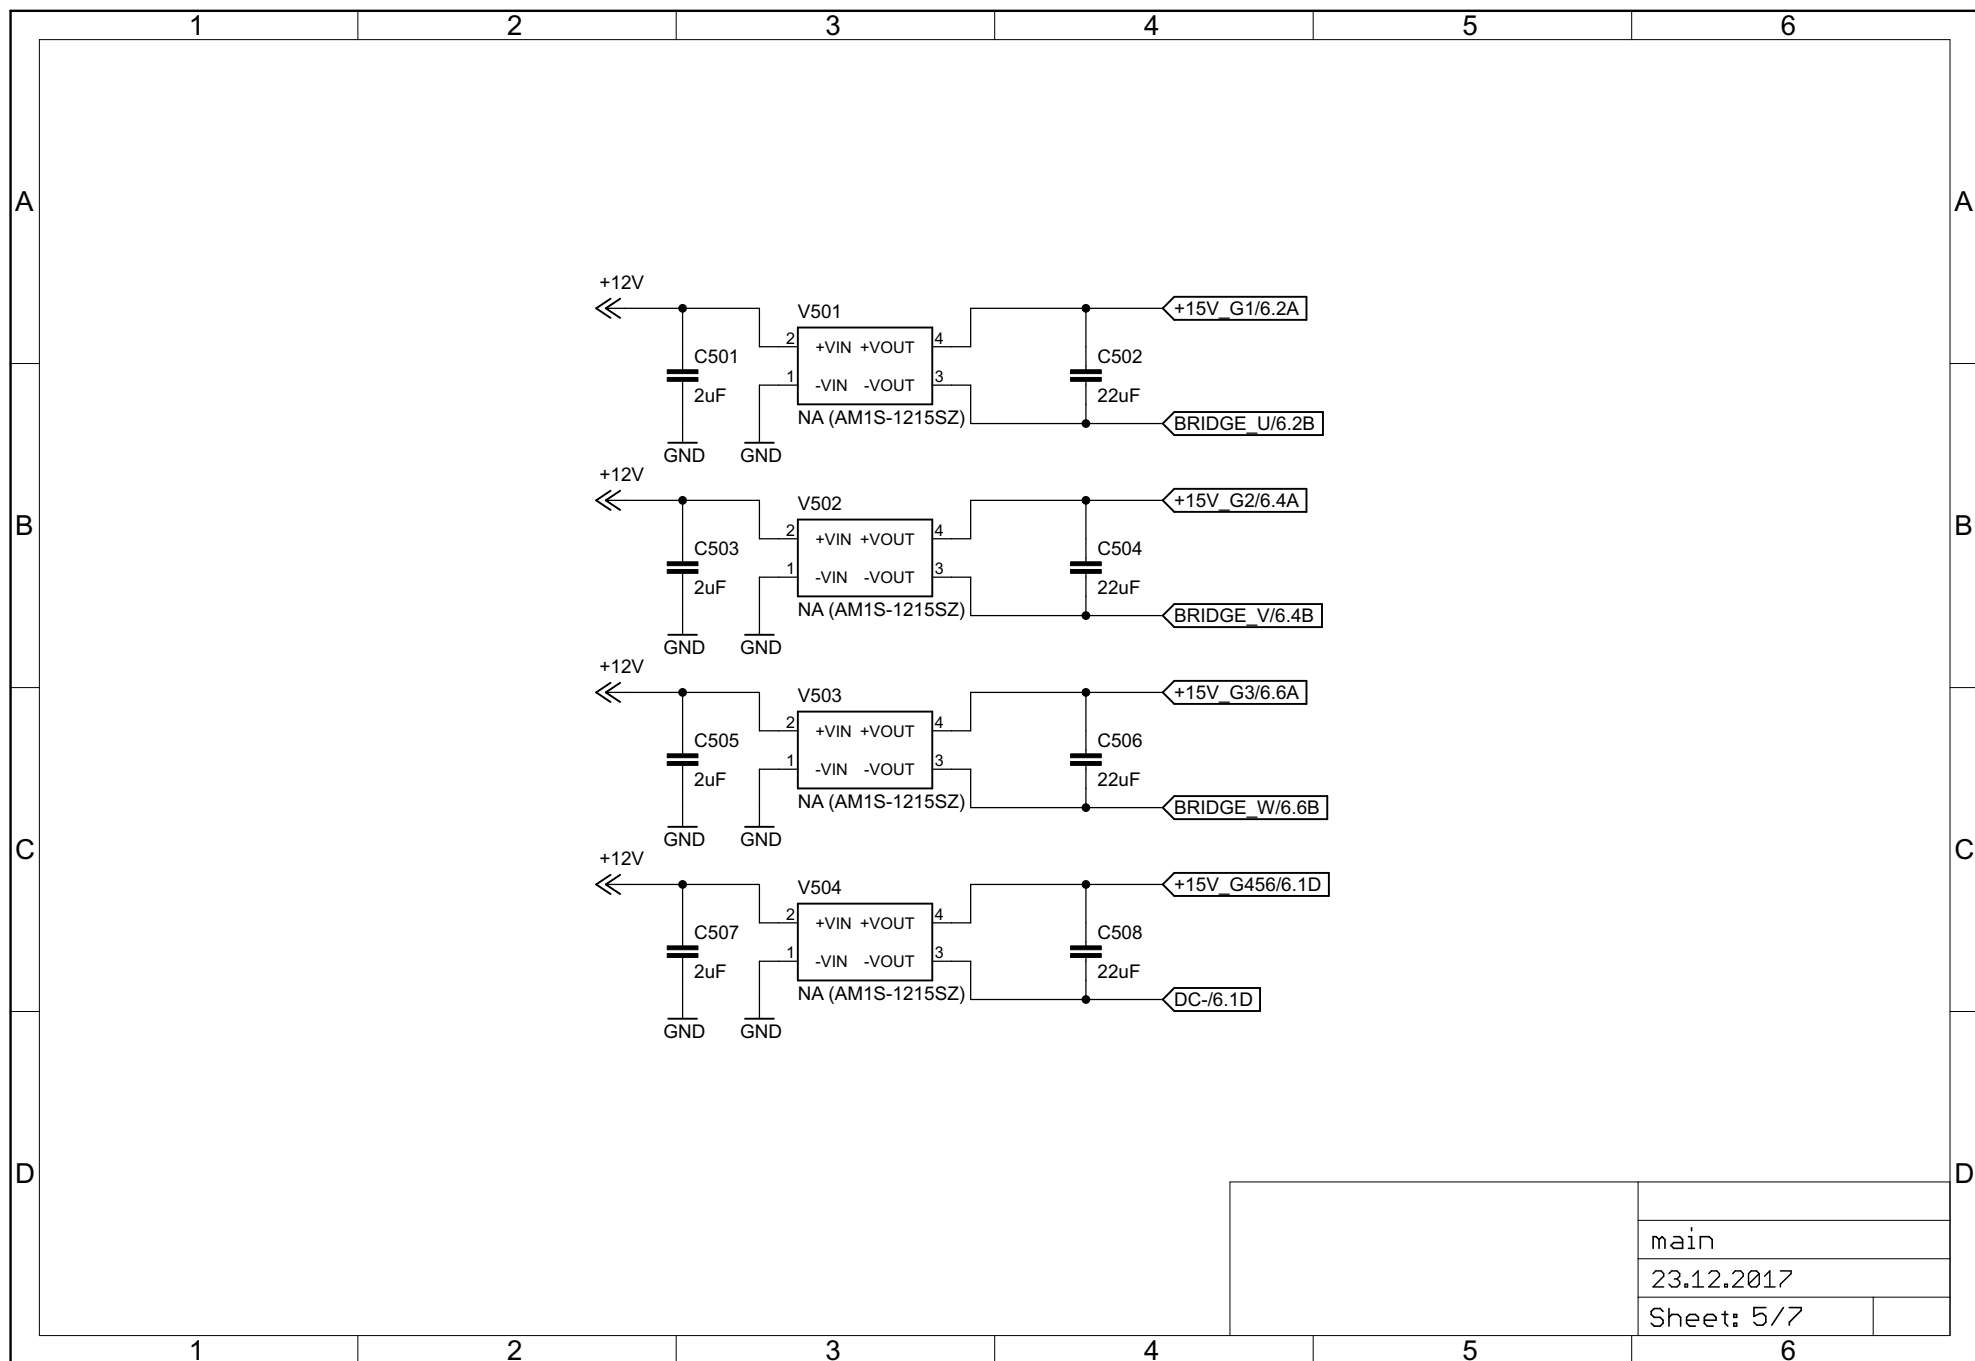 1 2 3 4 5 6
A A
+12V
V501
+15V_G1/6.2A
2 +VIN +VOUT 4
C501 C502
1 -VIN -VOUT 3
2uF 22uF
NA (AM1S-1215SZ)
BRIDGE_U/6.2B
GND GND
+12V
V502
+15V_G2/6.4A
B B
2 +VIN +VOUT 4
C503 C504
1 -VIN -VOUT 3
2uF 22uF
NA (AM1S-1215SZ)
BRIDGE_V/6.4B
GND GND
+12V
V503
+15V_G3/6.6A
2 +VIN +VOUT 4
C505 C506
1 -VIN -VOUT 3
2uF 22uF
NA (AM1S-1215SZ)
BRIDGE_W/6.6B
GND GND
C C
+12V
V504
+15V_G456/6.1D
2 +VIN +VOUT 4
C507 C508
1 -VIN -VOUT 3
2uF 22uF
NA (AM1S-1215SZ)
DC-/6.1D
GND GND
D D
main
23.12.2017
Sheet: 5/7
1 2 3 4 5 6